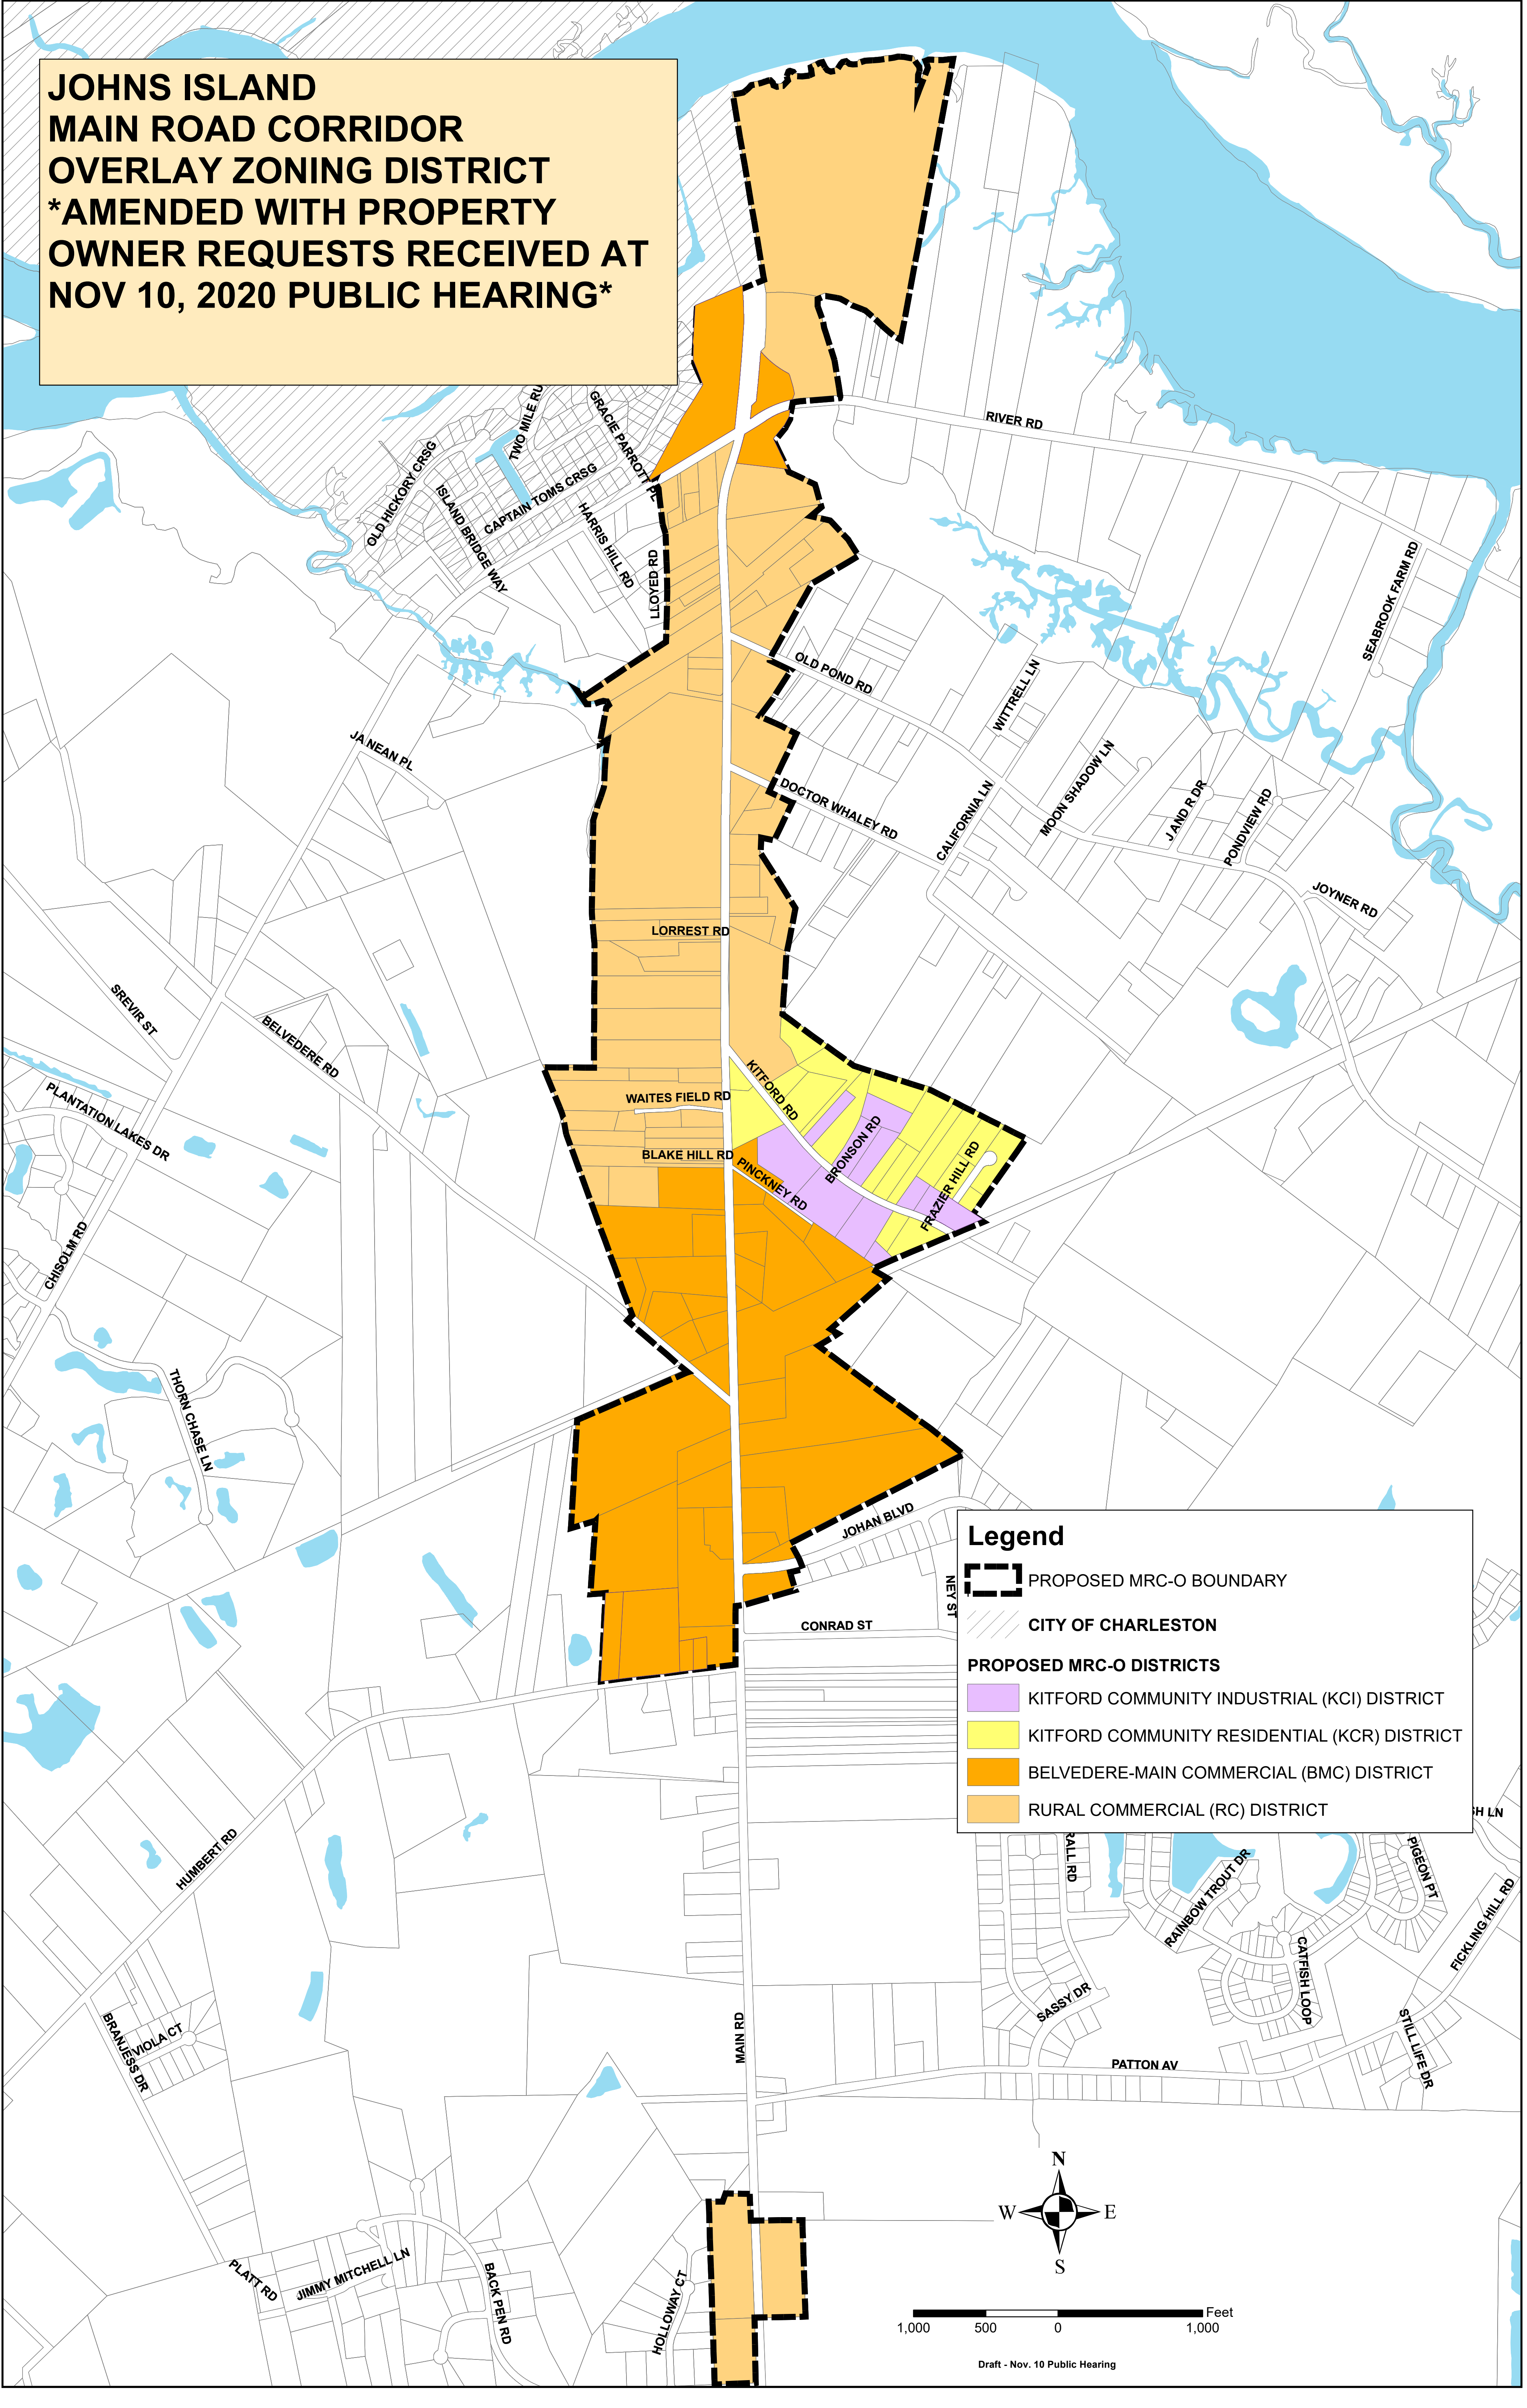 JOHNS ISLAND
MAIN ROAD CORRIDOR
OVERLAY ZONING DISTRICT
*AMENDED WITH PROPERTY
OWNER REQUESTS RECEIVED AT
NOV 10, 2020 PUBLIC HEARING*
TWO MILE RU
GRACIE PARROTT PL
OLD HICKORY CRSG
ISLAND BRIDGE WAY
CAPTAIN TOMS CRSG
HARRIS HILL RD
LLOYED RD
RIVER RD
SEABROOK FARM RD
OLD POND RD
WITTRELL LN
JA NEAN PL
DOCTOR WHALEY RD
CALIFORNIA LN
MOON SHADOW LN
J AND R DR
PONDVIEW RD
JOYNER RD
LORREST RD
SREVIR ST
BELVEDERE RD
PLANTATION LAKES DR
CHISOLM RD
WAITES FIELD RD
KITFORD RD
BLAKE HILL RD
PINCKNEY RD
BRONSON RD
FRAZIER HILL RD
THORN CHASE LN
JOHAN BLVD
NEY ST
CONRAD ST
Legend
PROPOSED MRC-O BOUNDARY
CITY OF CHARLESTON
PROPOSED MRC-O DISTRICTS
KITFORD COMMUNITY INDUSTRIAL (KCI) DISTRICT
KITFORD COMMUNITY RESIDENTIAL (KCR) DISTRICT
BELVEDERE-MAIN COMMERCIAL (BMC) DISTRICT
RURAL COMMERCIAL (RC) DISTRICT
SH LN
RALL RD
PIGEON PT
RAINBOW TROUT DR
CATFISH LOOP
FICKLING HILL RD
HUMBERT RD
SASSY DR
STILL LIFE DR
BRANJESS DR
VIOLA CT
MAIN RD
PATTON AV
PLATT RD
JIMMY MITCHELL LN
BACK PEN RD
HOLLOWAY CT
N
W E
S
Feet
1,000 500 0 1,000
Draft - Nov. 10 Public Hearing